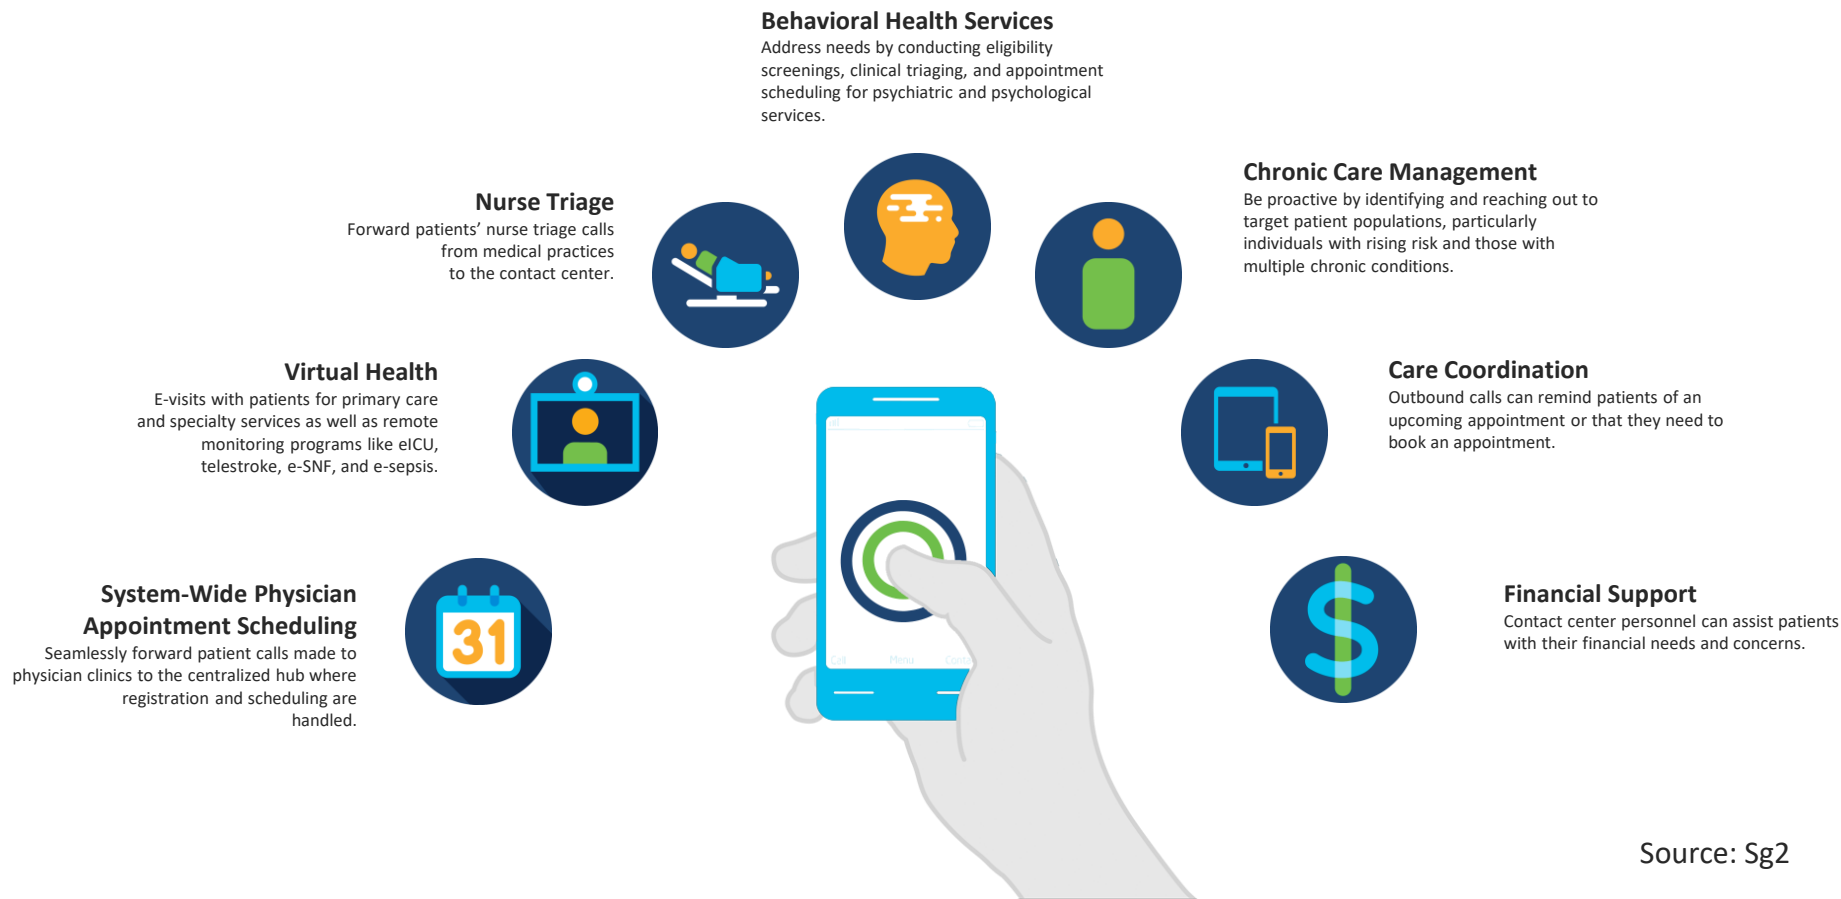 Behavioral Health Services
Address needs by conducting eligibility
screenings, clinical triaging, and appointment
scheduling for psychiatric and psychological
services.
Nurse Triage
Forward patients’ nurse triage calls
from medical practices
to the contact center.
Chronic Care Management
Be proactive by identifying and reaching out to
target patient populations, particularly
individuals with rising risk and those with
multiple chronic conditions.
Virtual Health
E-visits with patients for primary care
and specialty services as well as remote
monitoring programs like eICU,
telestroke, e-SNF, and e-sepsis.
Care Coordination
Outbound calls can remind patients of an
upcoming appointment or that they need to
book an appointment.
System-Wide Physician
Appointment Scheduling
Seamlessly forward patient calls made to
physician clinics to the centralized hub where
registration and scheduling are
handled.
31
Call Menu
Financial Support
Contact center personnel can assist patients
with their financial needs and concerns.
Source: Sg2